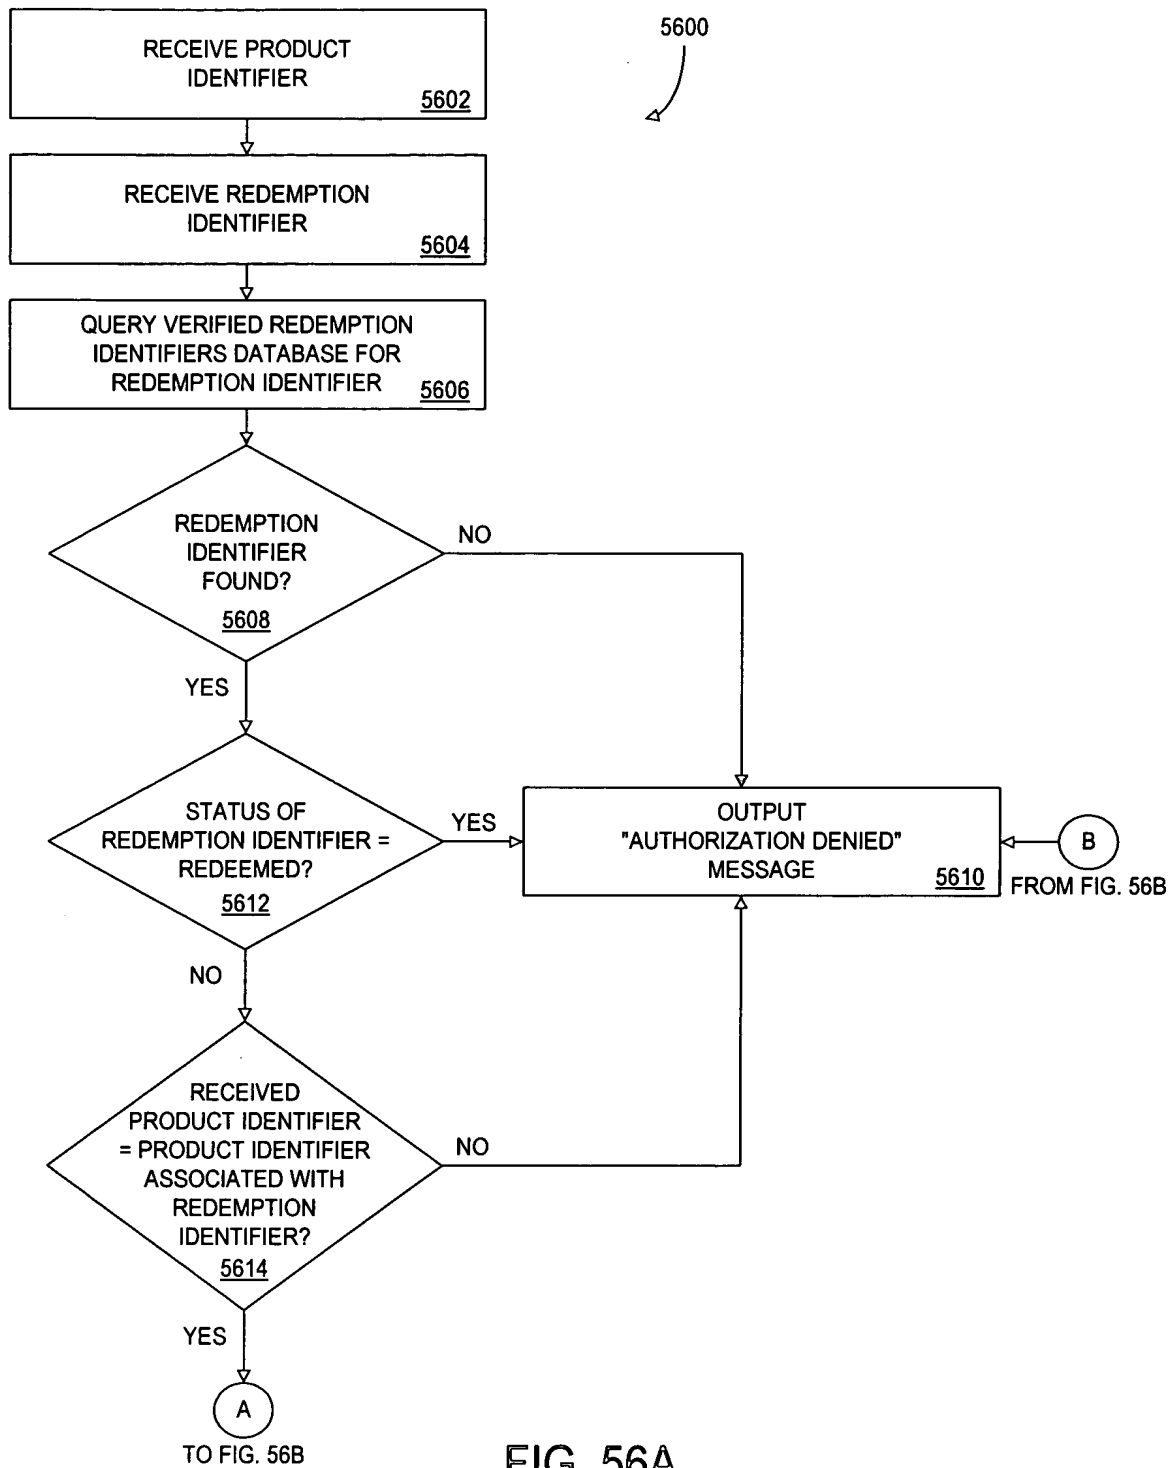 5600
RECEIVE PRODUCT
IDENTIFIER
5602
RECEIVE REDEMPTION
IDENTIFIER
5604
QUERY VERIFIED REDEMPTION
IDENTIFIERS DATABASE FOR
REDEMPTION IDENTIFIER
5606
REDEMPTION
IDENTIFIER
FOUND?
5608
NO
YES
STATUS OF
REDEMPTION IDENTIFIER =
REDEEMED?
5612
YES
OUTPUT
"AUTHORIZATION DENIED"
MESSAGE
5610
B
FROM FIG. 56B
NO
RECEIVED
PRODUCT IDENTIFIER
= PRODUCT IDENTIFIER
ASSOCIATED WITH
REDEMPTION
IDENTIFIER?
5614
NO
YES
A
TO FIG. 56B
FIG. 56A